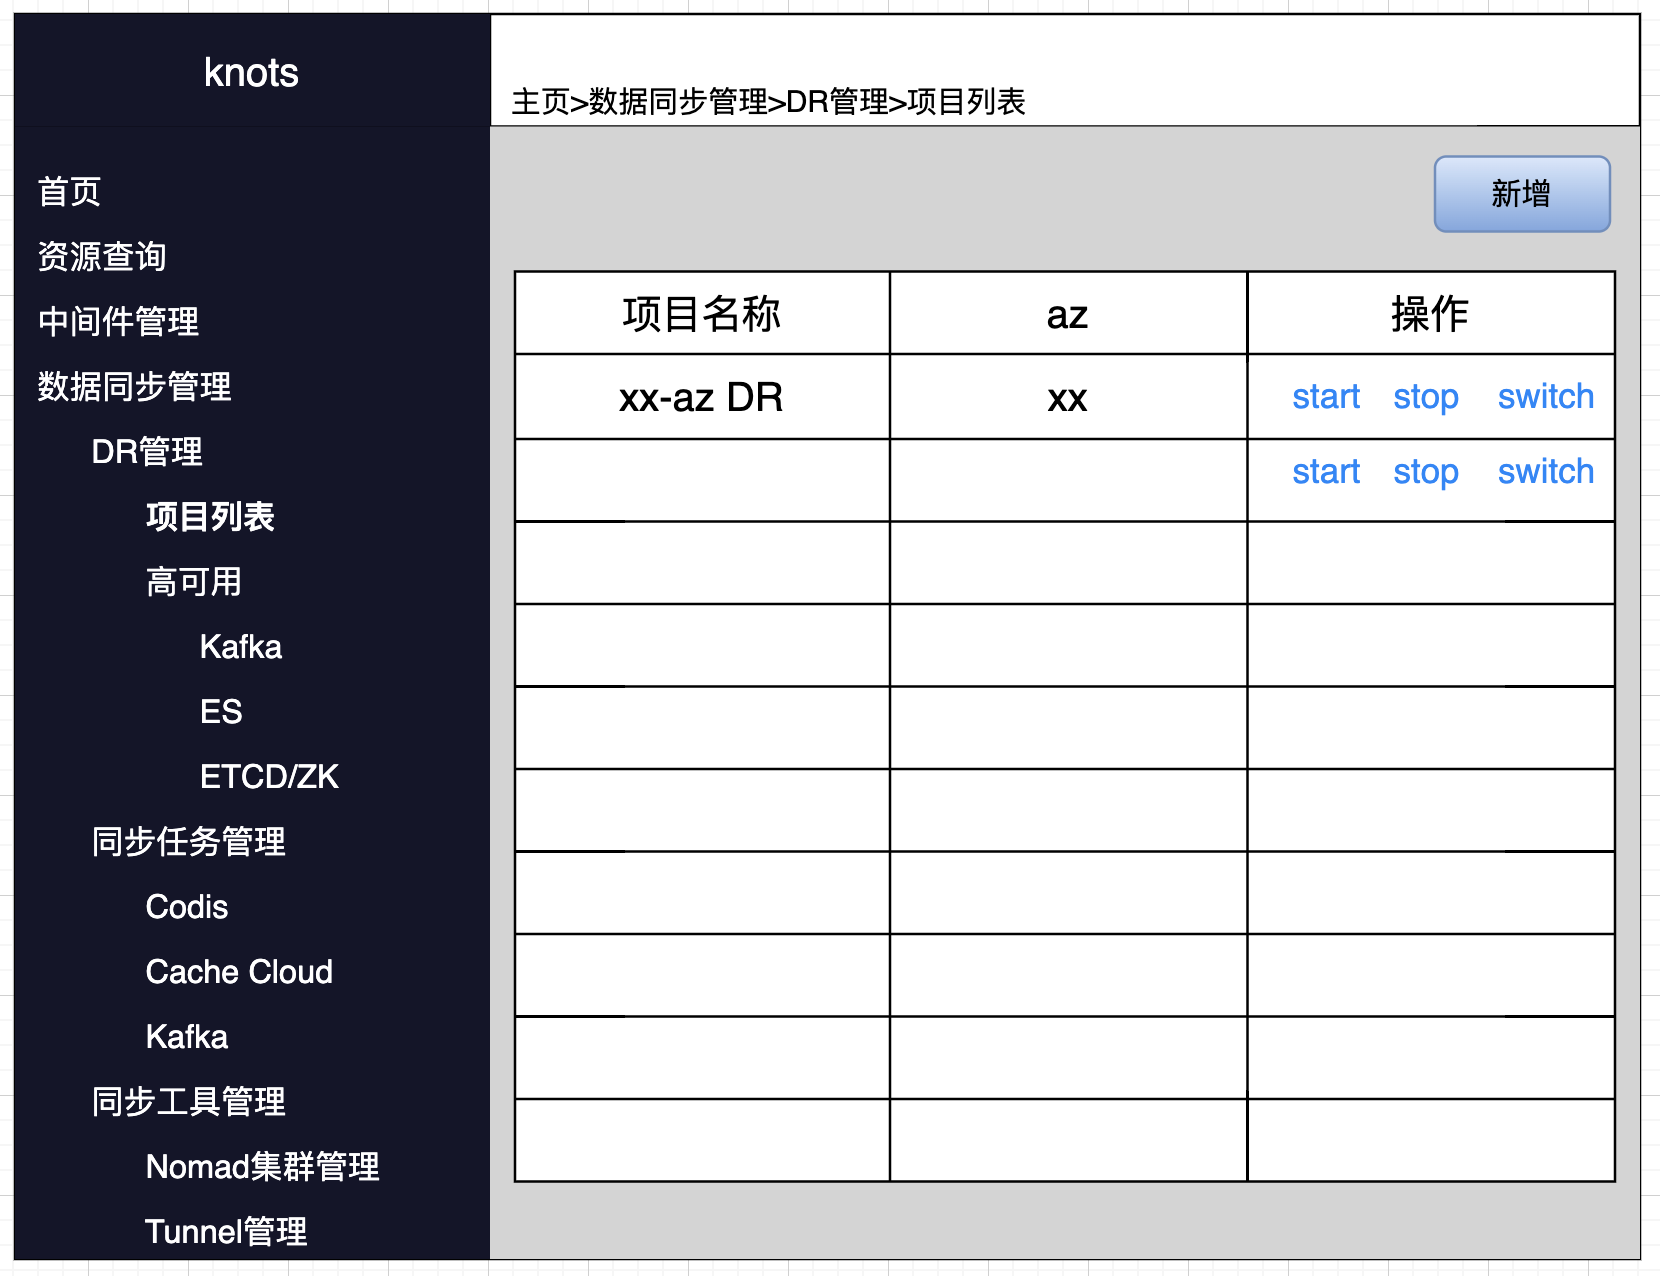 knots
主页>数据同步管理>DR管理>项目列表
首页
资源查询
中间件管理
数据同步管理
DR管理
项目列表
高可用
Kafka
ES
ETCD/ZK
同步任务管理
Codis
Cache Cloud
Kafka
同步工具管理
Nomad集群管理
Tunnel管理
新增
项目名称 az 操作
xx-az DR xx start stop switch
start stop switch